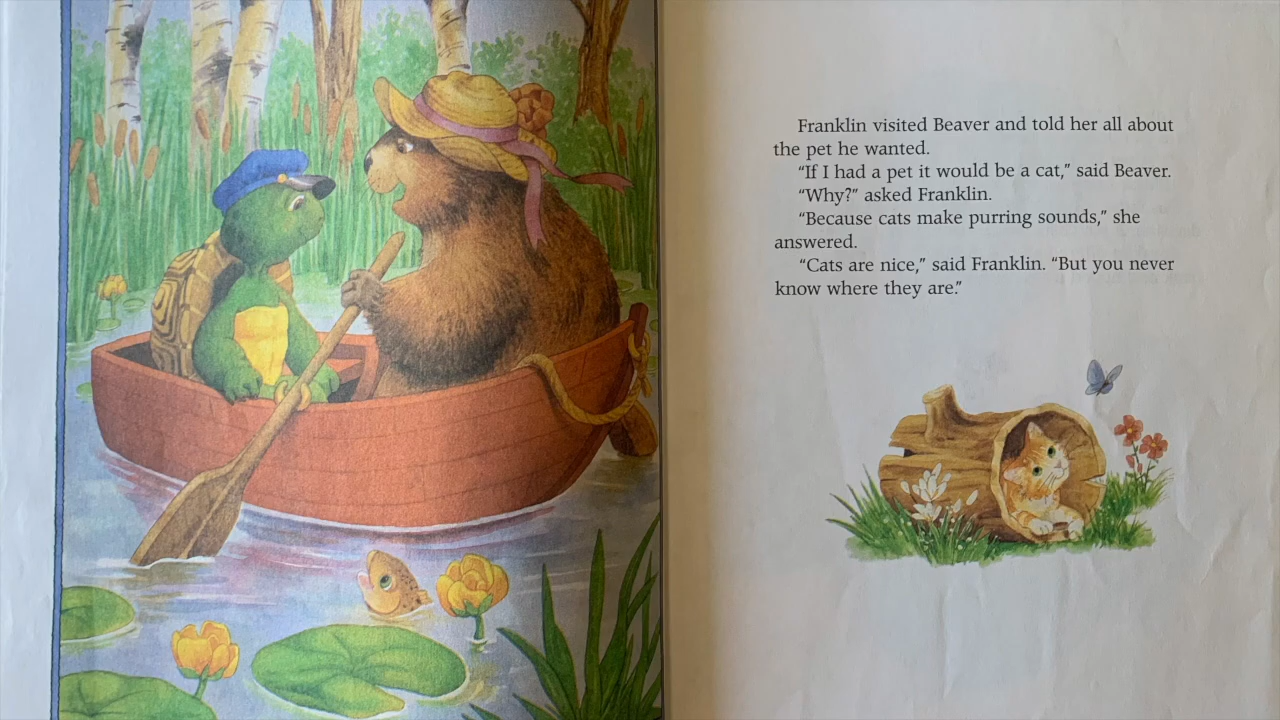 Franklin visited Beaver and told her all about
the pet he wanted.
“If I had a pet it would be a cat,” said Beaver.
“Why?” asked Franklin.
“Because cats make purring sounds,” she
answered.
“Cats are nice,” said Franklin. “But you never
know where they are.”